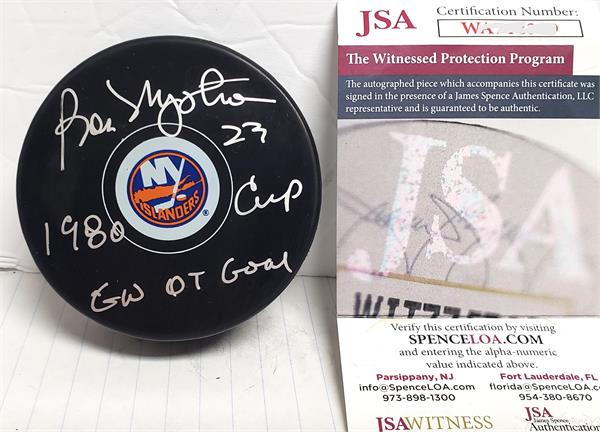 Bob Nystrom
23
NY
ISLANDERS
®
1980 Cup
GW OT Goal
JSA
Certification Number:
WA
The Witnessed Protection Program
The autographed piece which accompanies this certificate was
signed in the presence of a James Spence Authentication, LLC
representative and is guaranteed to be authentic.
JSA
Verify this certification by visiting
SPENCELOA.COM
and entering the alpha-numeric
value indicated above.
Parsippany, NJ
info@SpenceLOA.com
973-898-1300
Fort Lauderdale, FL
florida@SpenceLOA.com
954-380-8670
JSAWITNESS
JSA
James Spence
Authentication